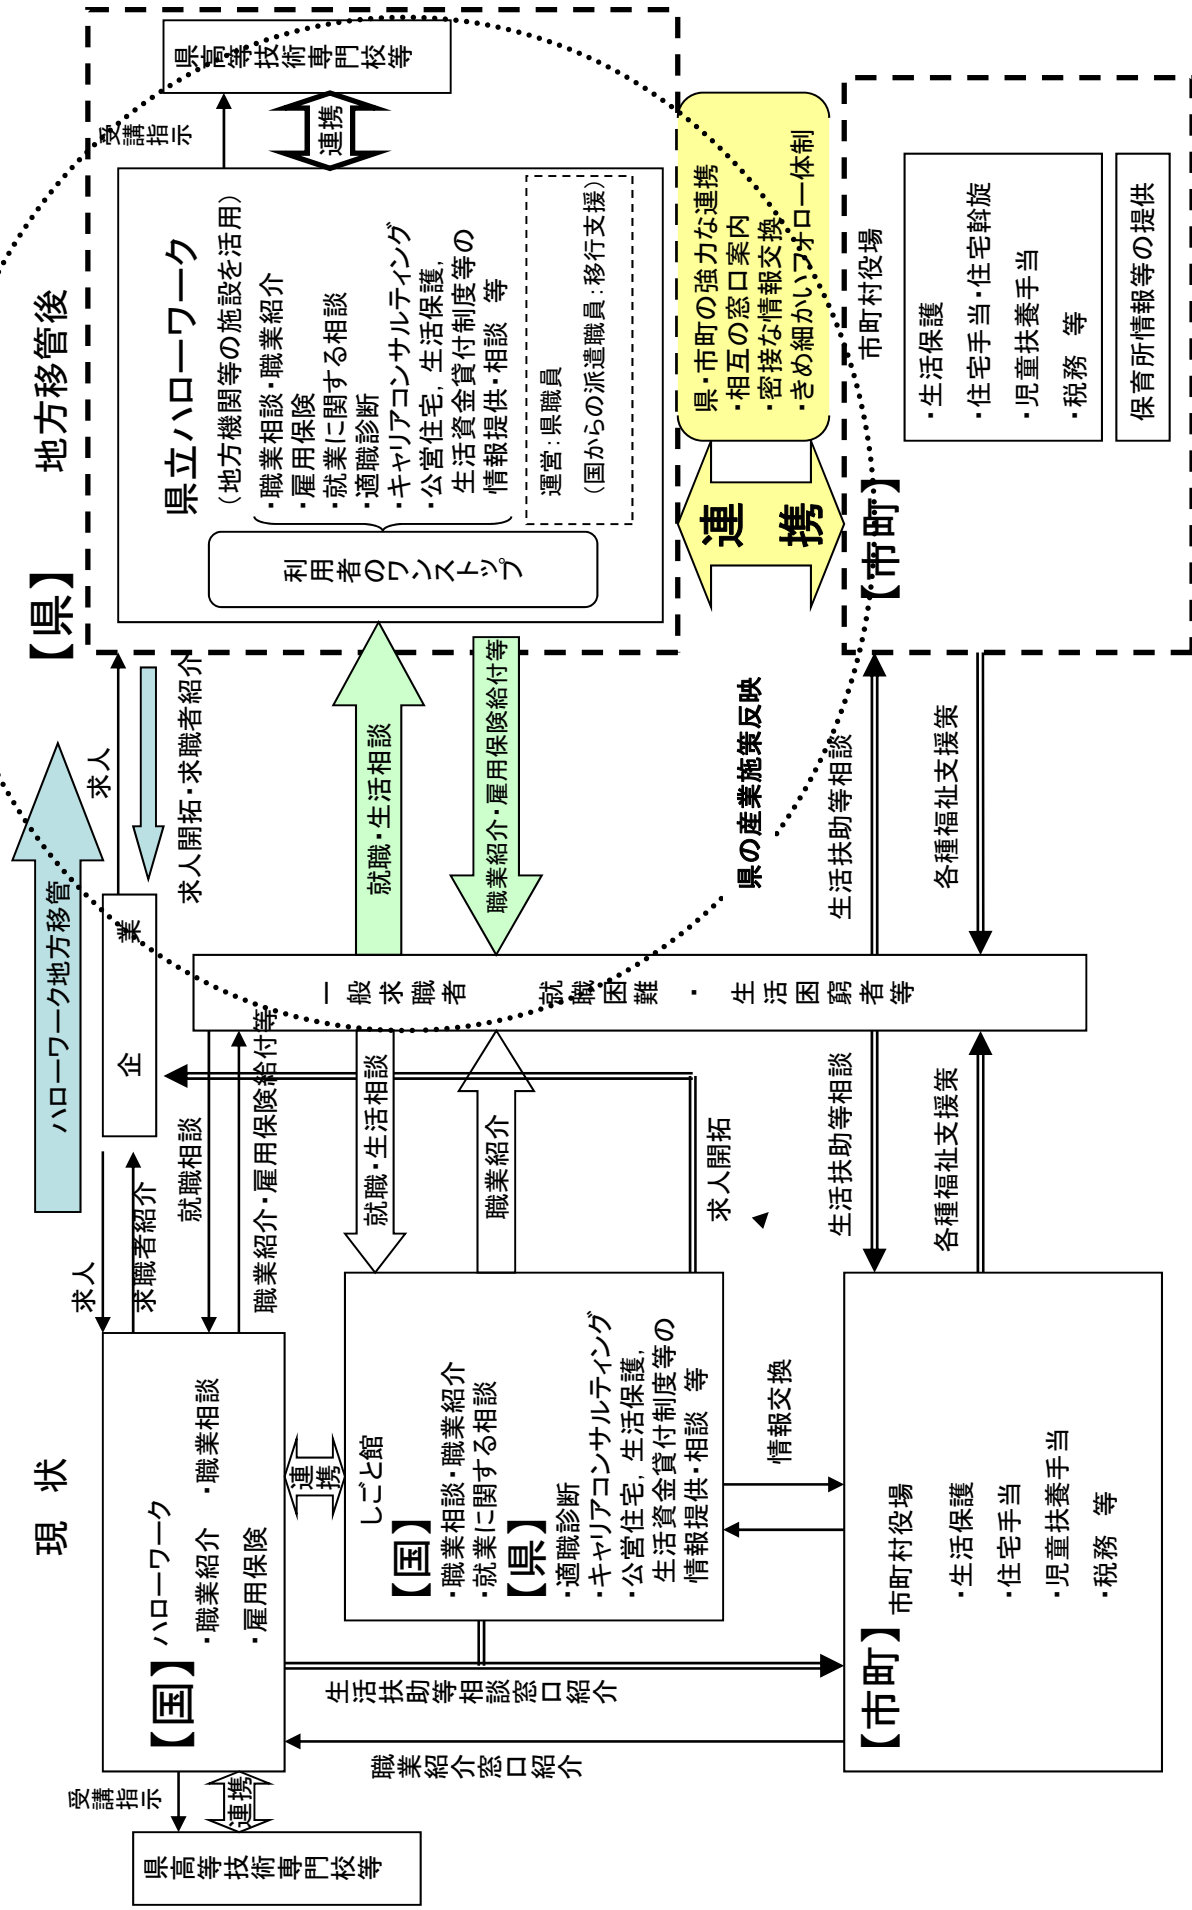 現　状
地方移管後
ハローワーク地方移管
【国】
ハローワーク
・職業紹介　・職業相談
・雇用保険
受講指示
連携
県高等技術専門校等
求人
求職者紹介
就職相談
職業紹介・雇用保険給付等
企　業
連携
しごと館
【国】
・職業相談・職業紹介
・就業に関する相談
【県】
・適職診断
・キャリアコンサルティング
・公営住宅,生活保護,
生活資金貸付制度等の
情報提供・相談　等
就職・生活相談
職業紹介
求人開拓
情報交換
生活扶助等相談窓口紹介
職業紹介窓口紹介
【市町】
市町村役場
・生活保護
・住宅手当
・児童扶養手当
・税務　等
生活扶助等相談
各種福祉支援策
一般求職者　就職困難・生活困窮者等
求人
求人開拓・求職者紹介
就職・生活相談
職業紹介・雇用保険給付等
県の産業施策反映
生活扶助等相談
各種福祉支援策
【県】
県立ハローワーク
（地方機関等の施設を活用）
・職業相談・職業紹介
・雇用保険
・就業に関する相談
・適職診断
・キャリアコンサルティング
・公営住宅,生活保護,
生活資金貸付制度等の
情報提供・相談　等
利用者のワンストップ
運営：県職員
（国からの派遣職員：移行支援）
受講指示
連携
県高等技術専門校等
連　携
県・市町の強力な連携
・相互の窓口案内
・密接な情報交換
・きめ細かいフォロー体制
【市町】
市町村役場
・生活保護
・住宅手当・住宅斡旋
・児童扶養手当
・税務　等
保育所情報等の提供